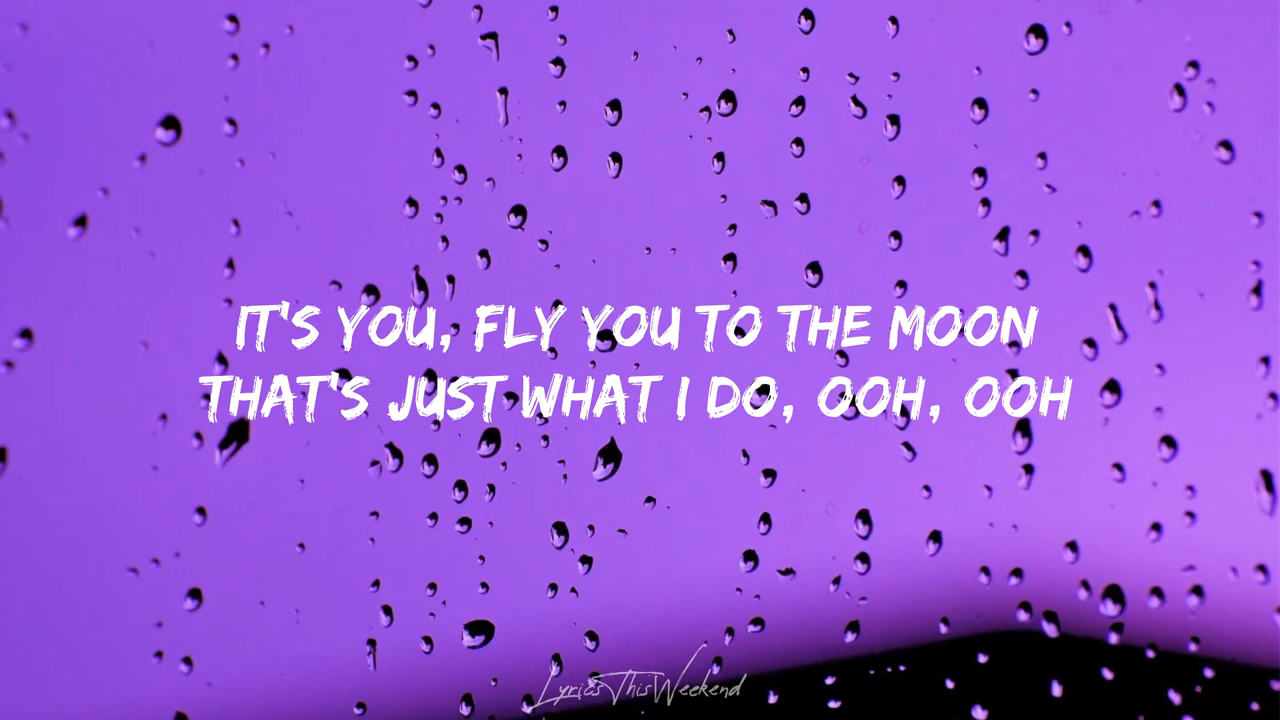 IT'S YOU, FLY YOU TO THE MOON
THAT'S JUST WHAT I DO, OOH, OOH
LyricsThisWeekend